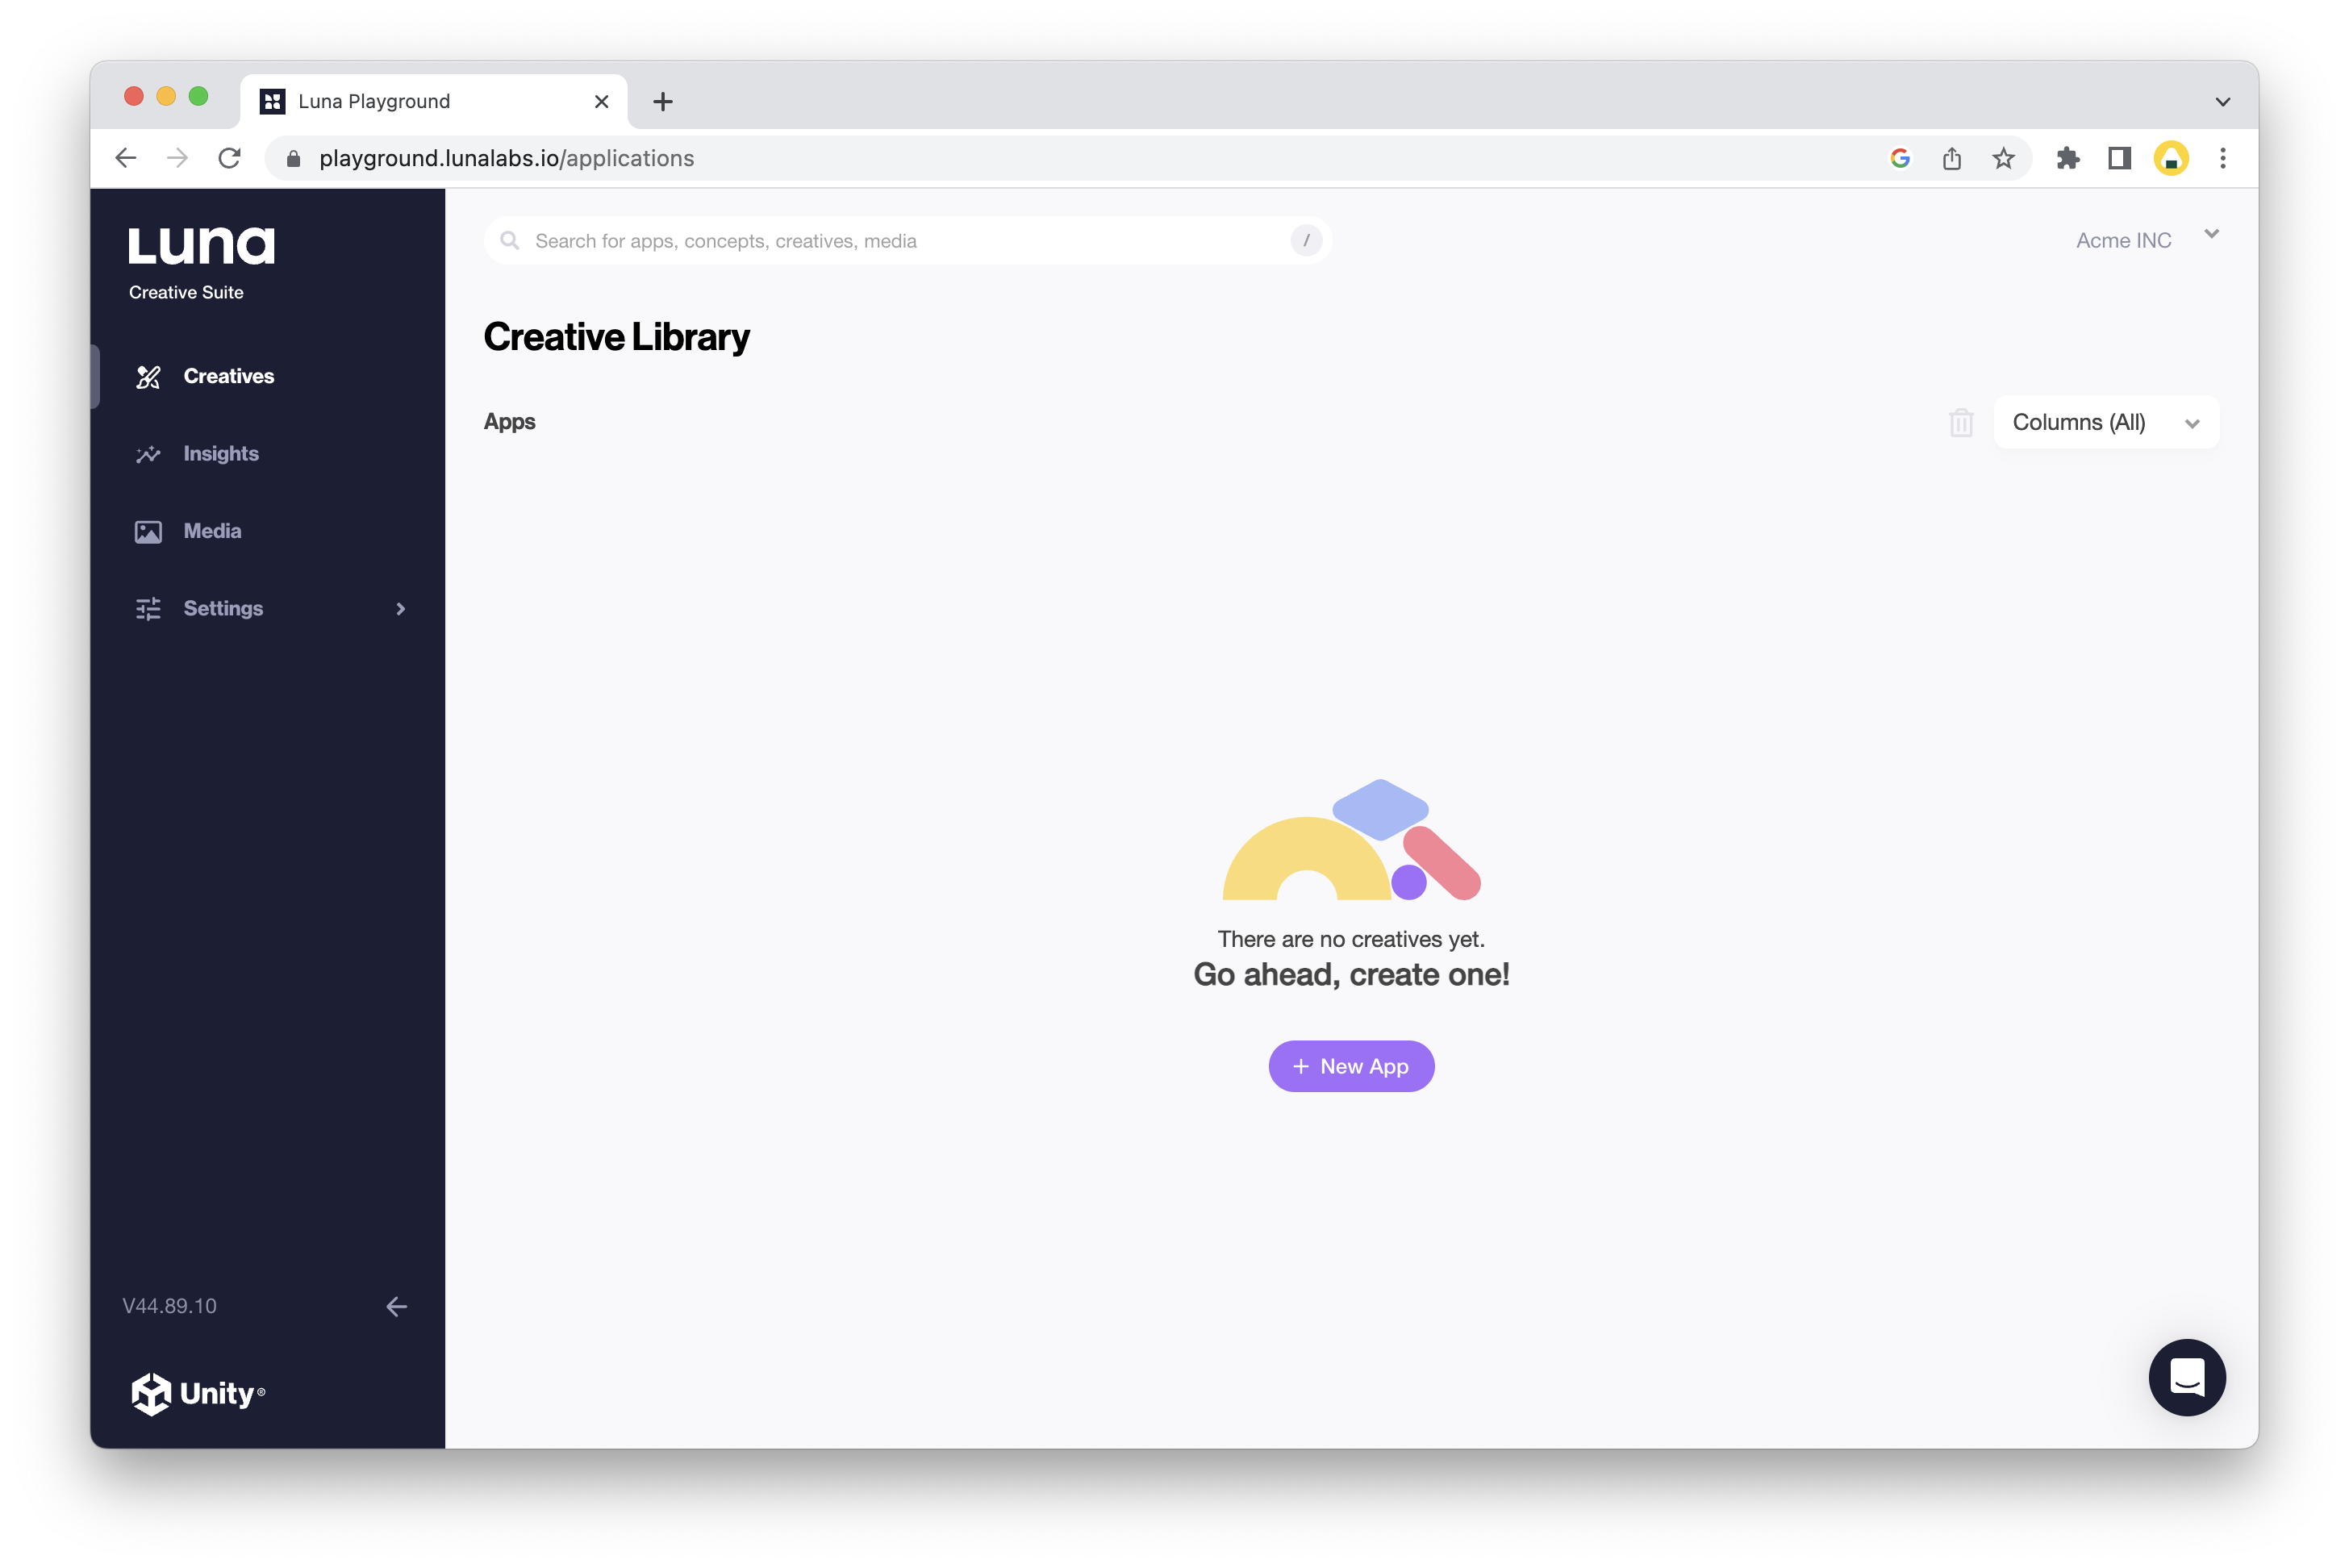 Luna Playground
playground.lunalabs.io/applications
Luna
Creative Suite
Creatives
Insights
Media
Settings
V44.89.10
Unity®
Search for apps, concepts, creatives, media
/
Acme INC
Creative Library
Apps
Columns (All)
There are no creatives yet.
Go ahead, create one!
+ New App